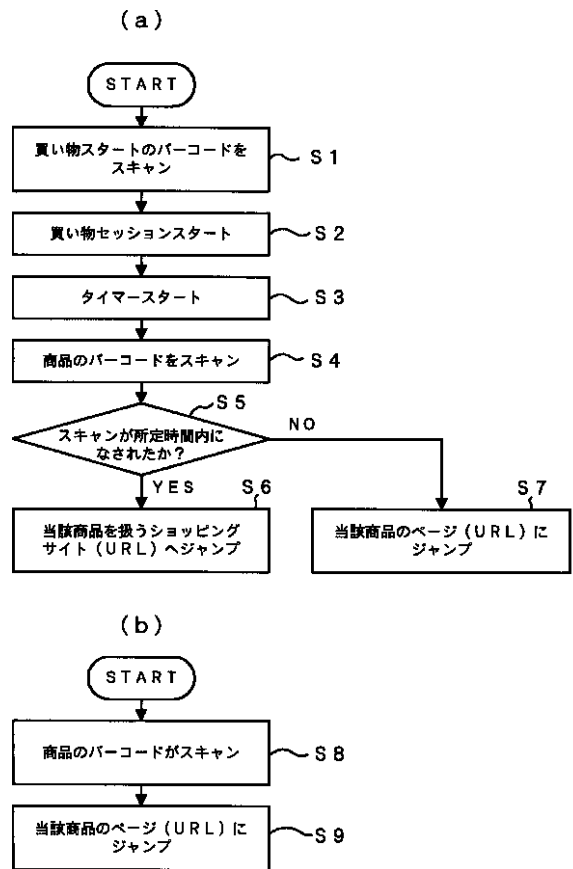 (a)
START
買い物スタートのバーコードを
スキャン
S1
買い物セッションスタート
S2
タイマースタート
S3
商品のバーコードをスキャン
S4
S5
スキャンが所定時間内に
なされたか？
NO
YES
S6
当該商品を扱うショッピング
サイト（URL）へジャンプ
S7
当該商品のページ（URL）に
ジャンプ
(b)
START
商品のバーコードがスキャン
S8
当該商品のページ（URL）に
ジャンプ
S9